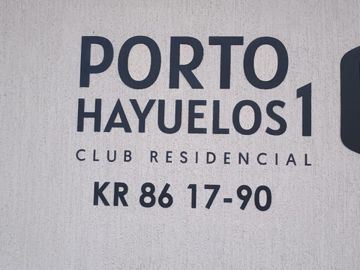 PORTO
HAYUELOS 1
CLUB RESIDENCIAL
KR 86 17-90